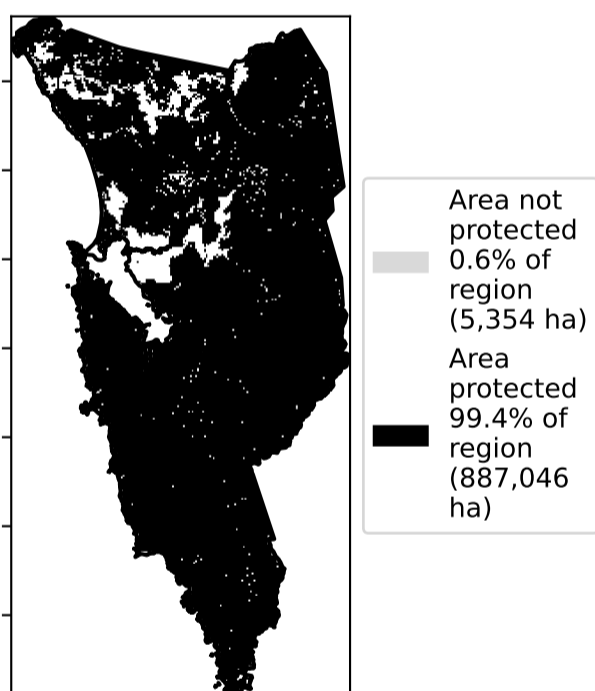 Area not
protected
0.6% of
region
(5,354 ha)
Area
protected
99.4% of
region
(887,046
ha)